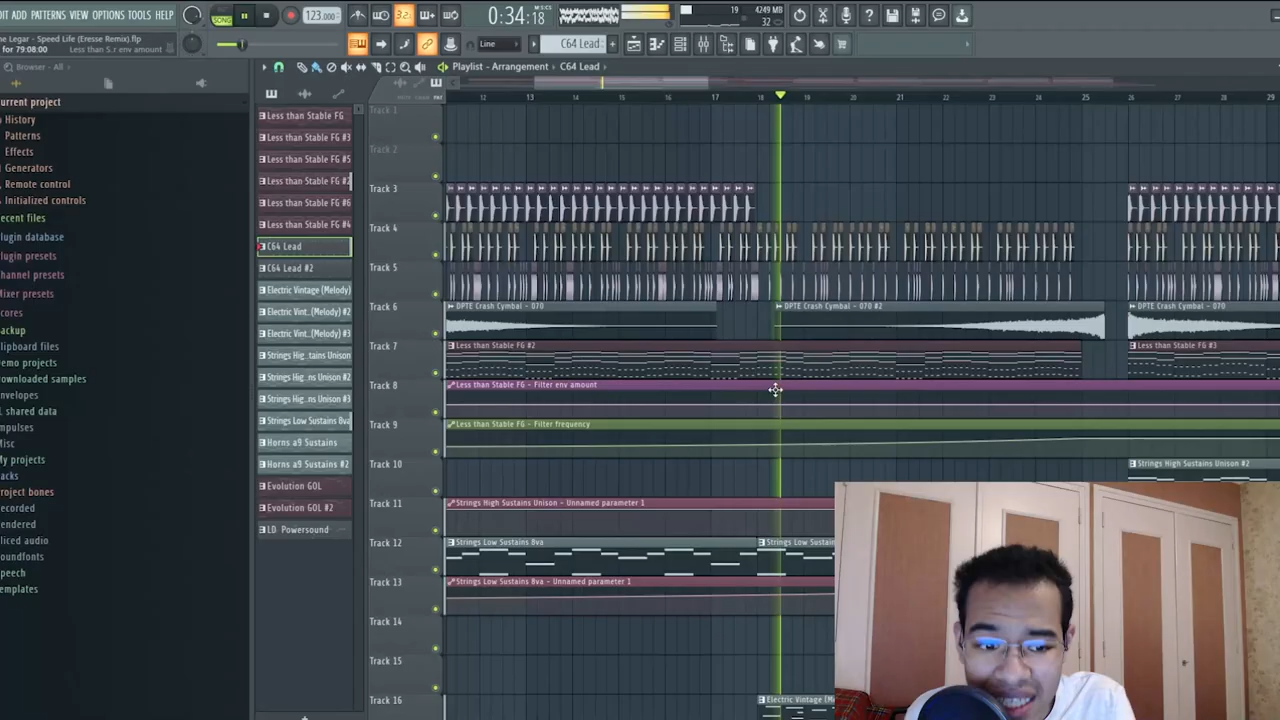 IT ADD PATTERNS VIEW OPTIONS TOOLS HELP
SONG
123.000
3.2
0:34:18
M:S:CS
19
4249 MB
32
ne Legar - Speed Life (Eresse Remix).flp
for 79:08:00
Less than S.r env amount
Line
C64 Lead
Browser - All
Playlist - Arrangement › C64 Lead ›
urrent project
History
Patterns
Effects
Generators
Remote control
Initialized controls
ecent files
lugin database
lugin presets
hannel presets
Mixer presets
cores
ackup
lipboard files
emo projects
ownloaded samples
nvelopes
L shared data
mpulses
isc
y projects
acks
roject bones
ecorded
endered
liced audio
oundfonts
peech
emplates
Less than Stable FG
Less than Stable FG #3
Less than Stable FG #5
Less than Stable FG #2
Less than Stable FG #6
Less than Stable FG #4
C64 Lead
C64 Lead #2
Electric Vintage (Melody)
Electric Vint..(Melody) #2
Electric Vint..(Melody) #3
Strings Hig..tains Unison
Strings Hig..ns Unison #2
Strings Hig..ns Unison #3
Strings Low Sustains 8va
Horns a9 Sustains
Horns a9 Sustains #2
Evolution GOL
Evolution GOL #2
LD Powersound
12 13 14 15 16 17 18 19 20 21 22 23 24 25 26 27 28 29
Track 1
Track 2
Track 3
Track 4
Track 5
Track 6
DPTE Crash Cymbal - 070
DPTE Crash Cymbal - 070 #2
DPTE Crash Cymbal - 070
Track 7
Less than Stable FG #2
Less than Stable FG #3
Track 8
Less than Stable FG - Filter env amount
Track 9
Less than Stable FG - Filter frequency
Track 10
Strings High Sustains Unison #2
Track 11
Strings High Sustains Unison - Unnamed parameter 1
Track 12
Strings Low Sustains 8va
Strings Low Sustain
Track 13
Strings Low Sustains 8va - Unnamed parameter 1
Track 14
Track 15
Track 16
Electric Vintage (M